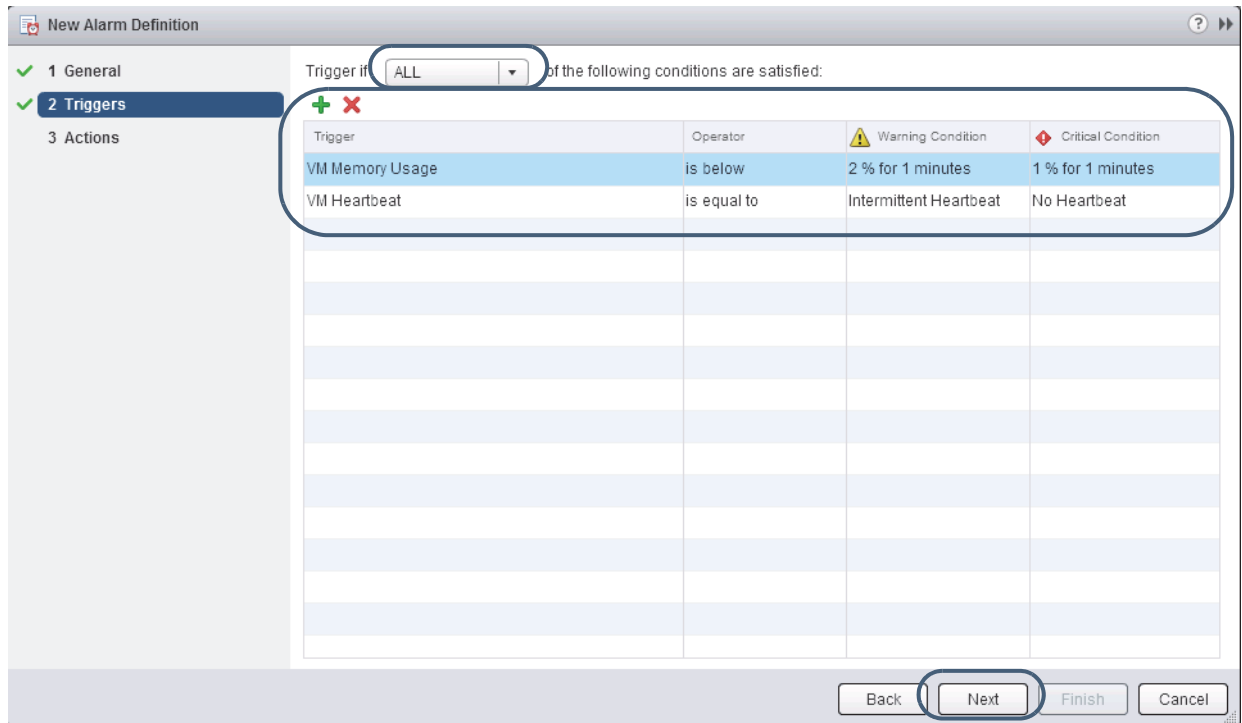 New Alarm Definition
?
1 General
2 Triggers
3 Actions
Trigger if ALL of the following conditions are satisfied:
Trigger Operator Warning Condition Critical Condition
VM Memory Usage is below 2 % for 1 minutes 1 % for 1 minutes
VM Heartbeat is equal to Intermittent Heartbeat No Heartbeat
Back Next Finish Cancel